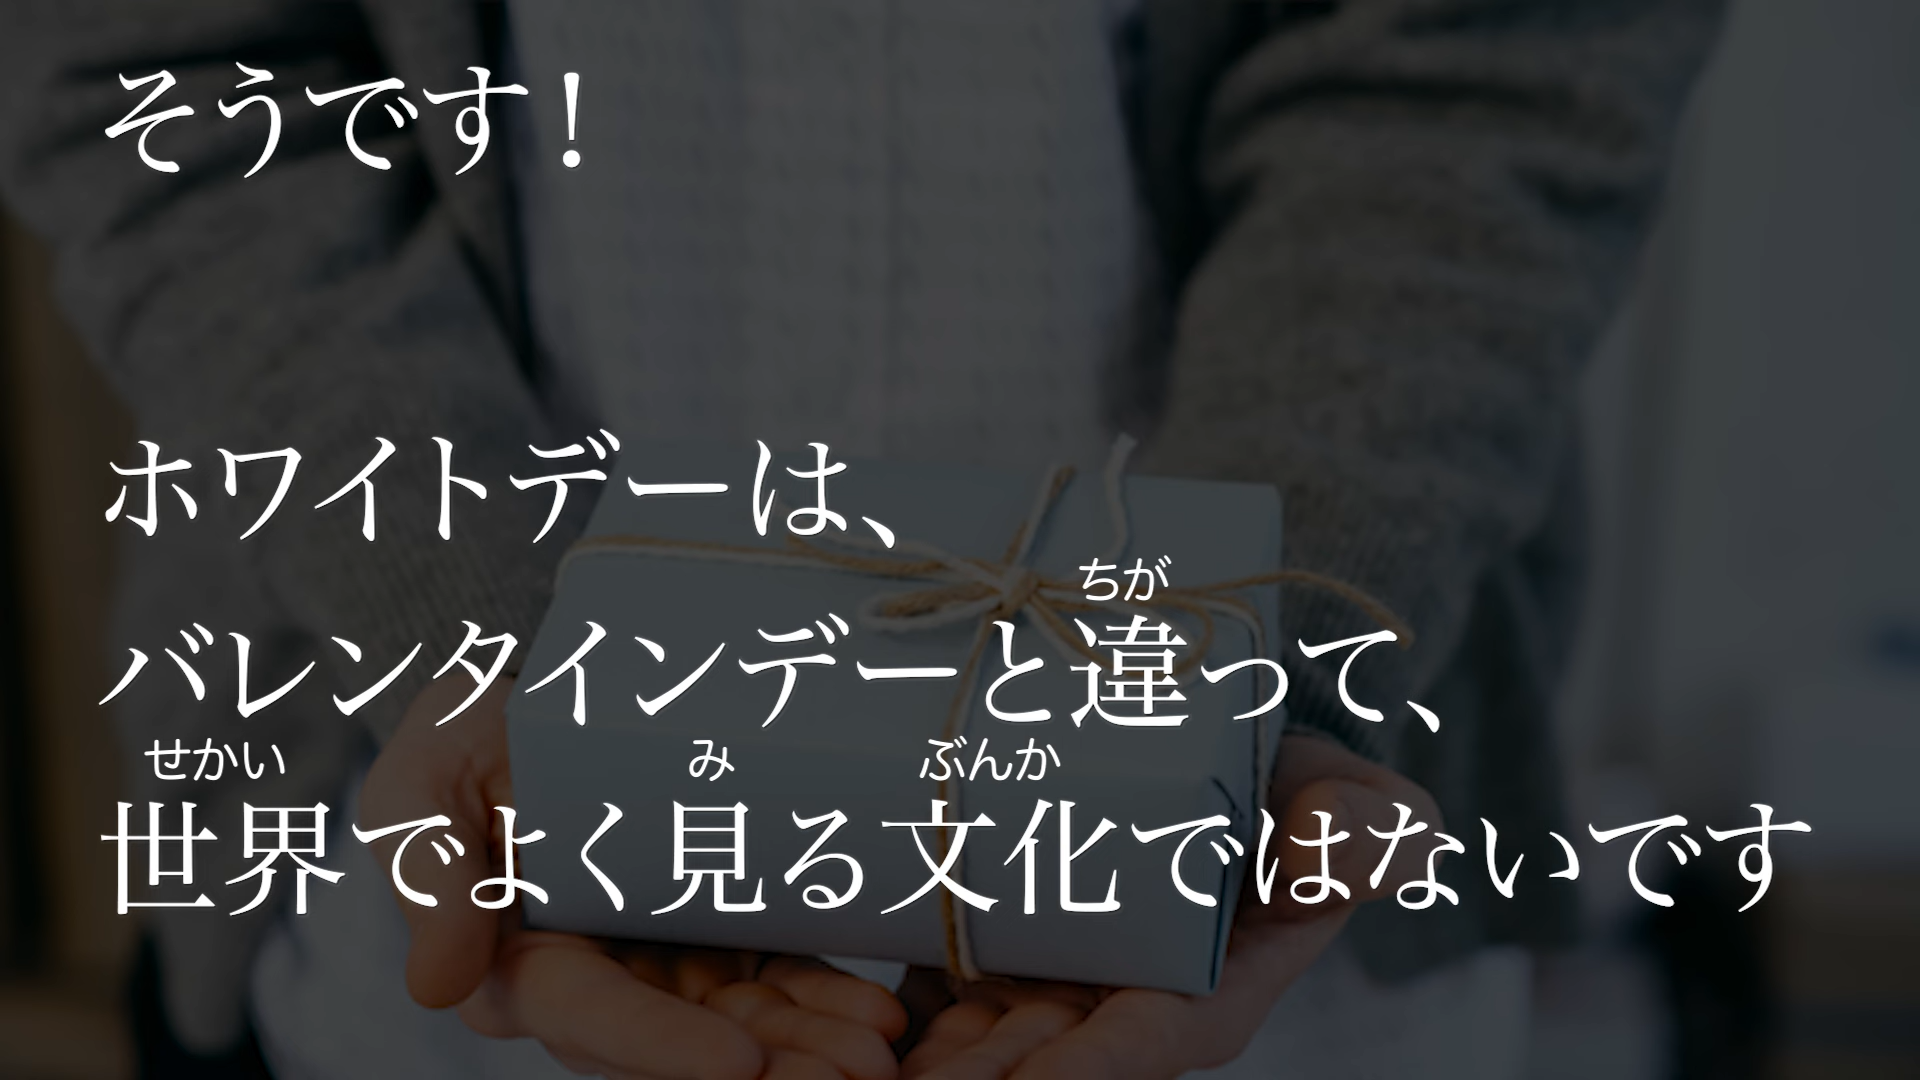 そうです！
ホワイトデーは、
ちが
バレンタインデーと違って、
せかい み ぶんか
世界でよく見る文化ではないです